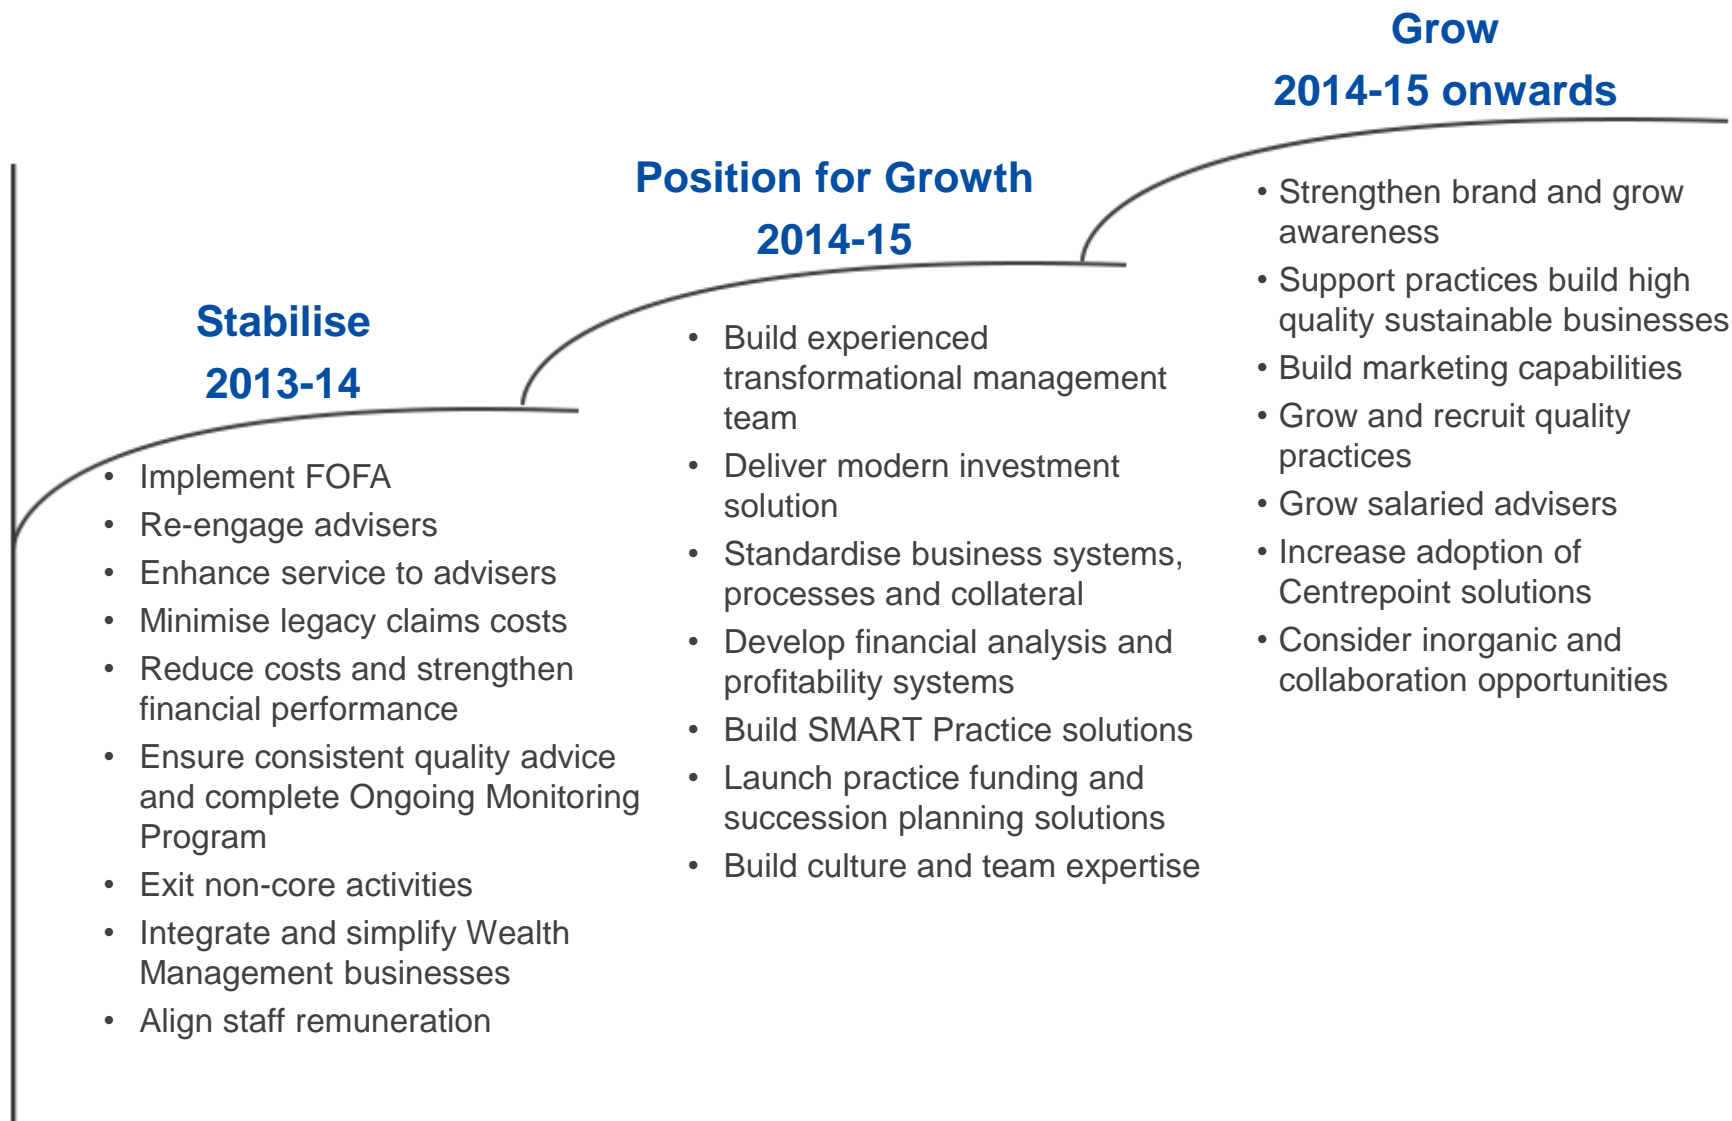 Stabilise
2013-14
• Implement FOFA
• Re-engage advisers
• Enhance service to advisers
• Minimise legacy claims costs
• Reduce costs and strengthen
financial performance
• Ensure consistent quality advice
and complete Ongoing Monitoring
Program
• Exit non-core activities
• Integrate and simplify Wealth
Management businesses
• Align staff remuneration
Position for Growth
2014-15
• Build experienced
transformational management
team
• Deliver modern investment
solution
• Standardise business systems,
processes and collateral
• Develop financial analysis and
profitability systems
• Build SMART Practice solutions
• Launch practice funding and
succession planning solutions
• Build culture and team expertise
Grow
2014-15 onwards
• Strengthen brand and grow
awareness
• Support practices build high
quality sustainable businesses
• Build marketing capabilities
• Grow and recruit quality
practices
• Grow salaried advisers
• Increase adoption of
Centrepoint solutions
• Consider inorganic and
collaboration opportunities